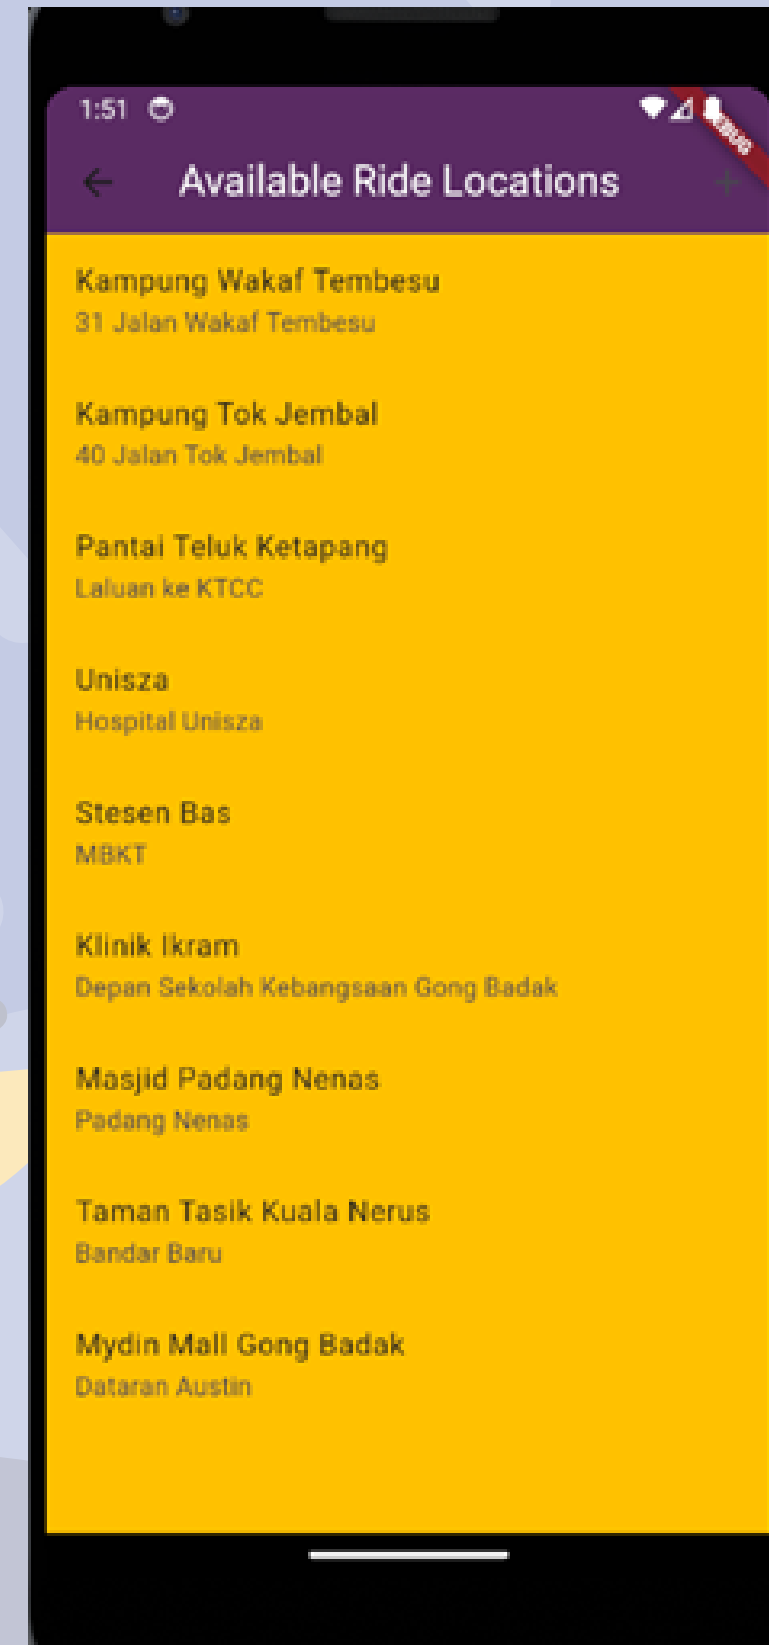 1:51
Available Ride Locations
Kampung Wakaf Tembesu
31 Jalan Wakaf Tembesu
Kampung Tok Jembal
40 Jalan Tok Jembal
Pantai Teluk Ketapang
Laluan ke KTCC
Unisza
Hospital Unisza
Stesen Bas
MBKT
Klinik Ikram
Depan Sekolah Kebangsaan Gong Badak
Masjid Padang Nenas
Padang Nenas
Taman Tasik Kuala Nerus
Bandar Baru
Mydin Mall Gong Badak
Dataran Austin